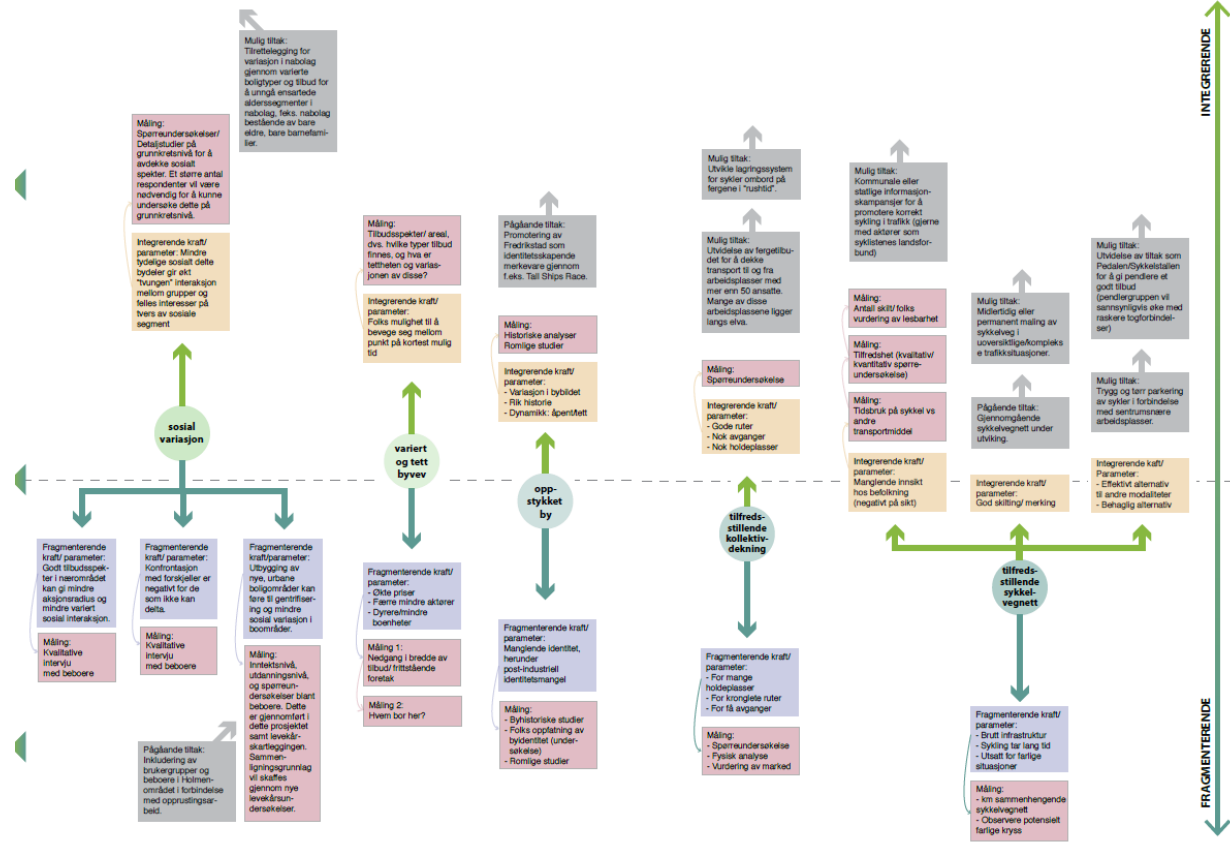 Mulig tiltak:
Tilrettelegging for
variasjon i nabolag
gjennom varierte
boligtyper og tilbud for
å unngå ensartede
alderssegmenter i
nabolag, feks. nabolag
bestående av bare
eldre, bare barnefami-
lier.
Måling:
Spørreundersøkelser/
Detaljstudier på
grunnkretsnivå for å
avdekke sosialt
spekter. Et større antal
respondenter vil være
nødvendig for å kunne
undersøke dette på
grunnkretsnivå.
Integrerende kraft/
parameter: Mindre
tydelige sosialt delte
bydeler gir økt
"tvungen" interaksjon
mellom grupper og
felles interesser på
tvers av sosiale
segment
sosial
variasjon
Fragmenterende
kraft/ parameter:
Godt tilbudsspek-
ter i nærområdet
kan gi mindre
aksjonsradius og
mindre variert
sosial interaksjon.
Måling:
Kvalitative
intervju
med beboere
Fragmenterende
kraft/ parameter:
Konfrontasjon
med forskjeller er
negativt for de
som ikke kan
delta.
Måling:
Kvalitative
intervju
med beboere
Fragmenterende
kraft/parameter:
Utbygging av
nye, urbane
boligområder kan
føre til gentrifiser-
ing og mindre
sosial variasjon i
boområder.
Måling:
Inntektsnivå,
utdanningsnivå,
og spørreund-
ersøkelser blant
beboere. Dette
er gjennomført i
dette prosjektet
samt levekår-
skartleggingen.
Sammen-
ligningsgrunnlag
vil skaffes
gjennom nye
levekårsun-
dersøkelser.
Pågående tiltak:
Inkludering av
brukergrupper og
beboere i Holmen-
området i forbindelse
med opprustingsar-
beid.
Måling:
Tilbudsspekter/ areal,
dvs. hvilke typer tilbud
finnes, og hva er
tettheten og varias-
jonen av disse?
Integrerende kraft/
parameter:
Folks mulighet til å
bevege seg mellom
punkt på kortest mulig
tid
variert
og tett
byvev
Fragmenterende kraft/
parameter:
- Økte priser
- Færre mindre aktører
- Dyrere/mindre
boenheter
Måling 1:
Nedgang i bredde av
tilbud/ frittstående
foretak
Måling 2:
Hvem bor her?
Pågående tiltak:
Promotering av
Fredrikstad som
identitetsskapende
merkevare gjennom
f.eks. Tall Ships Race.
Måling:
Historiske analyser
Romlige studier
Integrerende kraft/
parameter:
- Variasjon i bybildet
- Rik historie
- Dynamikk: åpent/tett
opp-
stykket
by
Fragmenterende kraft/
parameter:
Manglende identitet,
herunder
post-industriell
identitetsmangel
Måling:
- Byhistoriske studier
- Folks oppfatning av
byidentitet (under-
søkelse)
- Romlige studier
Mulig tiltak:
Utvikle lagringssystem
for sykler ombord på
fergene i "rushtid".
Mulig tiltak:
Utvidelse av fergetilbu-
det for å dekke
transport til og fra
arbeidsplasser med
mer enn 50 ansatte.
Mange av disse
arbeidsplassene ligger
langs elva.
Måling:
Spørreundersøkelse
Integrerende kraft/
parameter:
- Gode ruter
- Nok avganger
- Nok holdeplasser
tilfreds-
stillende
kollektiv-
dekning
Fragmenterende kraft/
parameter:
- For mange
holdeplasser
- For kronglete ruter
- For få avganger
Måling:
- Spørreundersøkelse
- Fysisk analyse
- Vurdering av marked
Mulig tiltak:
Kommunale eller
statlige informasjon-
skampansjer for å
promotere korrekt
sykling i trafikk (gjerne
med aktører som
syklistenes landsfor-
bund)
Måling:
Antall skilt/ folks
vurdering av lesbarhet
Måling:
Tilfredshet (kvalitativ/
kvantitativ spørre-
undersøkelse)
Måling:
Tidsbruk på sykkel vs
andre
transportmiddel
Integrerende kraft/
parameter:
Manglende innsikt
hos befolkning
(negativt på sikt)
Mulig tiltak:
Midlertidig eller
permanent maling av
sykkelveg i
uoversiktlige/kompleks
e trafikksituasjoner.
Pågående tiltak:
Gjennomgående
sykkelvegnett under
utviking.
Integrerende kraft/
parameter:
God skilting/ merking
Mulig tiltak:
Utvidelse av tiltak som
Pedalen/Sykkelstallen
for å gi pendlere et
godt tilbud
(pendlergruppen vil
sannsynligvis øke med
raskere togforbindel-
ser)
Mulig tiltak:
Trygg og tørr parkering
av sykler i forbindelse
med sentrumsnære
arbeidsplasser.
Integrerende kaft/
Parameter:
- Effektivt alternativ
til andre modaliteter
- Behaglig alternativ
tilfreds-
stillende
sykkel-
vegnett
Fragmenterende kraft/
parameter:
- Brutt infrastruktur
- Sykling tar lang tid
- Utsatt for farlige
situasjoner
Måling:
- km sammenhengende
sykkelvegnett
- Observere potensielt
farlige kryss
INTEGRERENDE
FRAGMENTERENDE